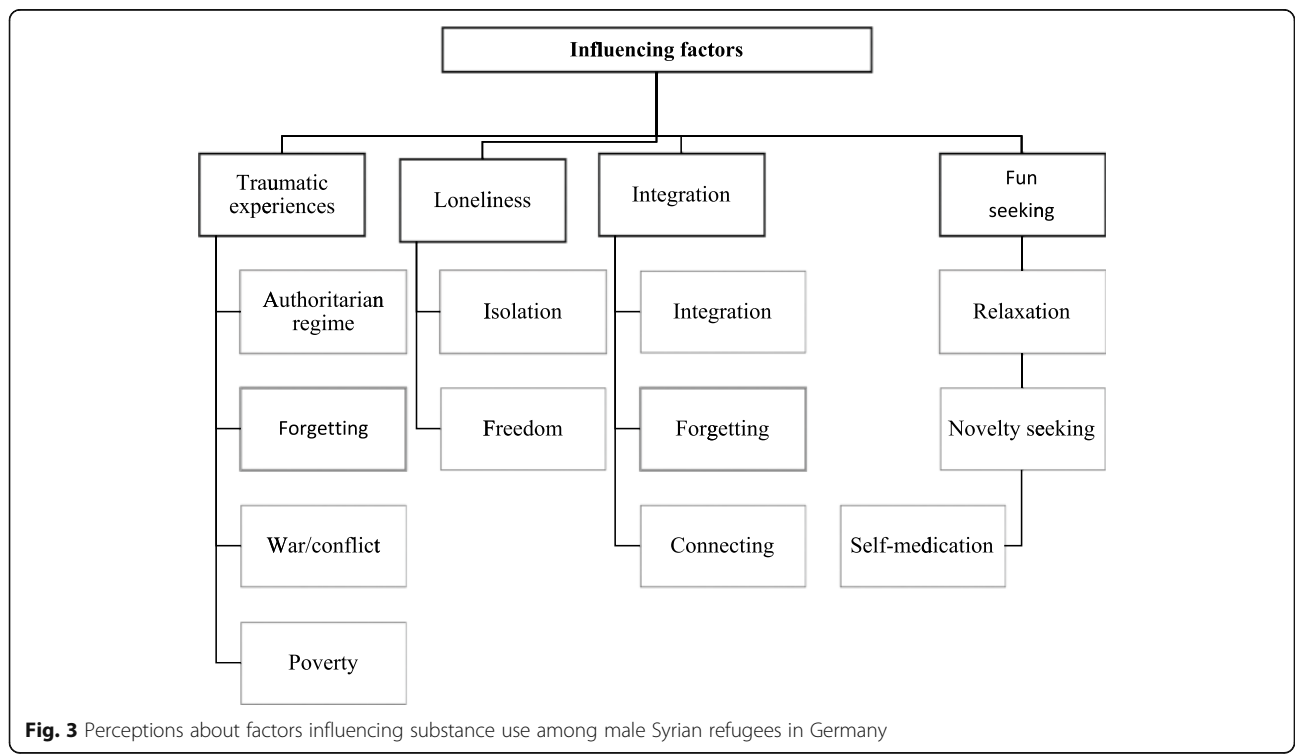 Influencing factors
Traumatic
experiences
Loneliness
Integration
Fun
seeking
Authoritarian
regime
Isolation
Integration
Relaxation
Forgetting
Freedom
Forgetting
Novelty seeking
War/conflict
Connecting
Self-medication
Poverty
Fig. 3 Perceptions about factors influencing substance use among male Syrian refugees in Germany